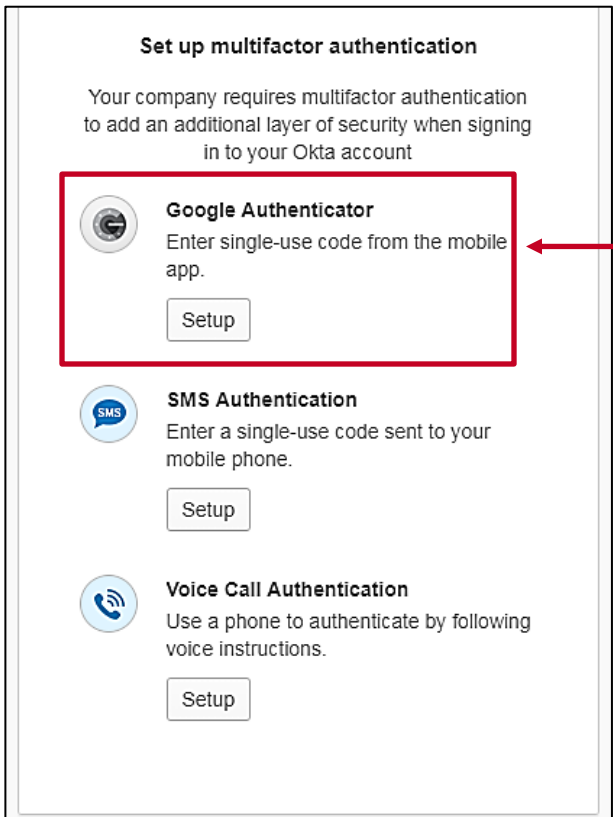 Set up multifactor authentication
Your company requires multifactor authentication
to add an additional layer of security when signing
in to your Okta account
Google Authenticator
Enter single-use code from the mobile
app.
Setup
SMS
SMS Authentication
Enter a single-use code sent to your
mobile phone.
Setup
Voice Call Authentication
Use a phone to authenticate by following
voice instructions.
Setup